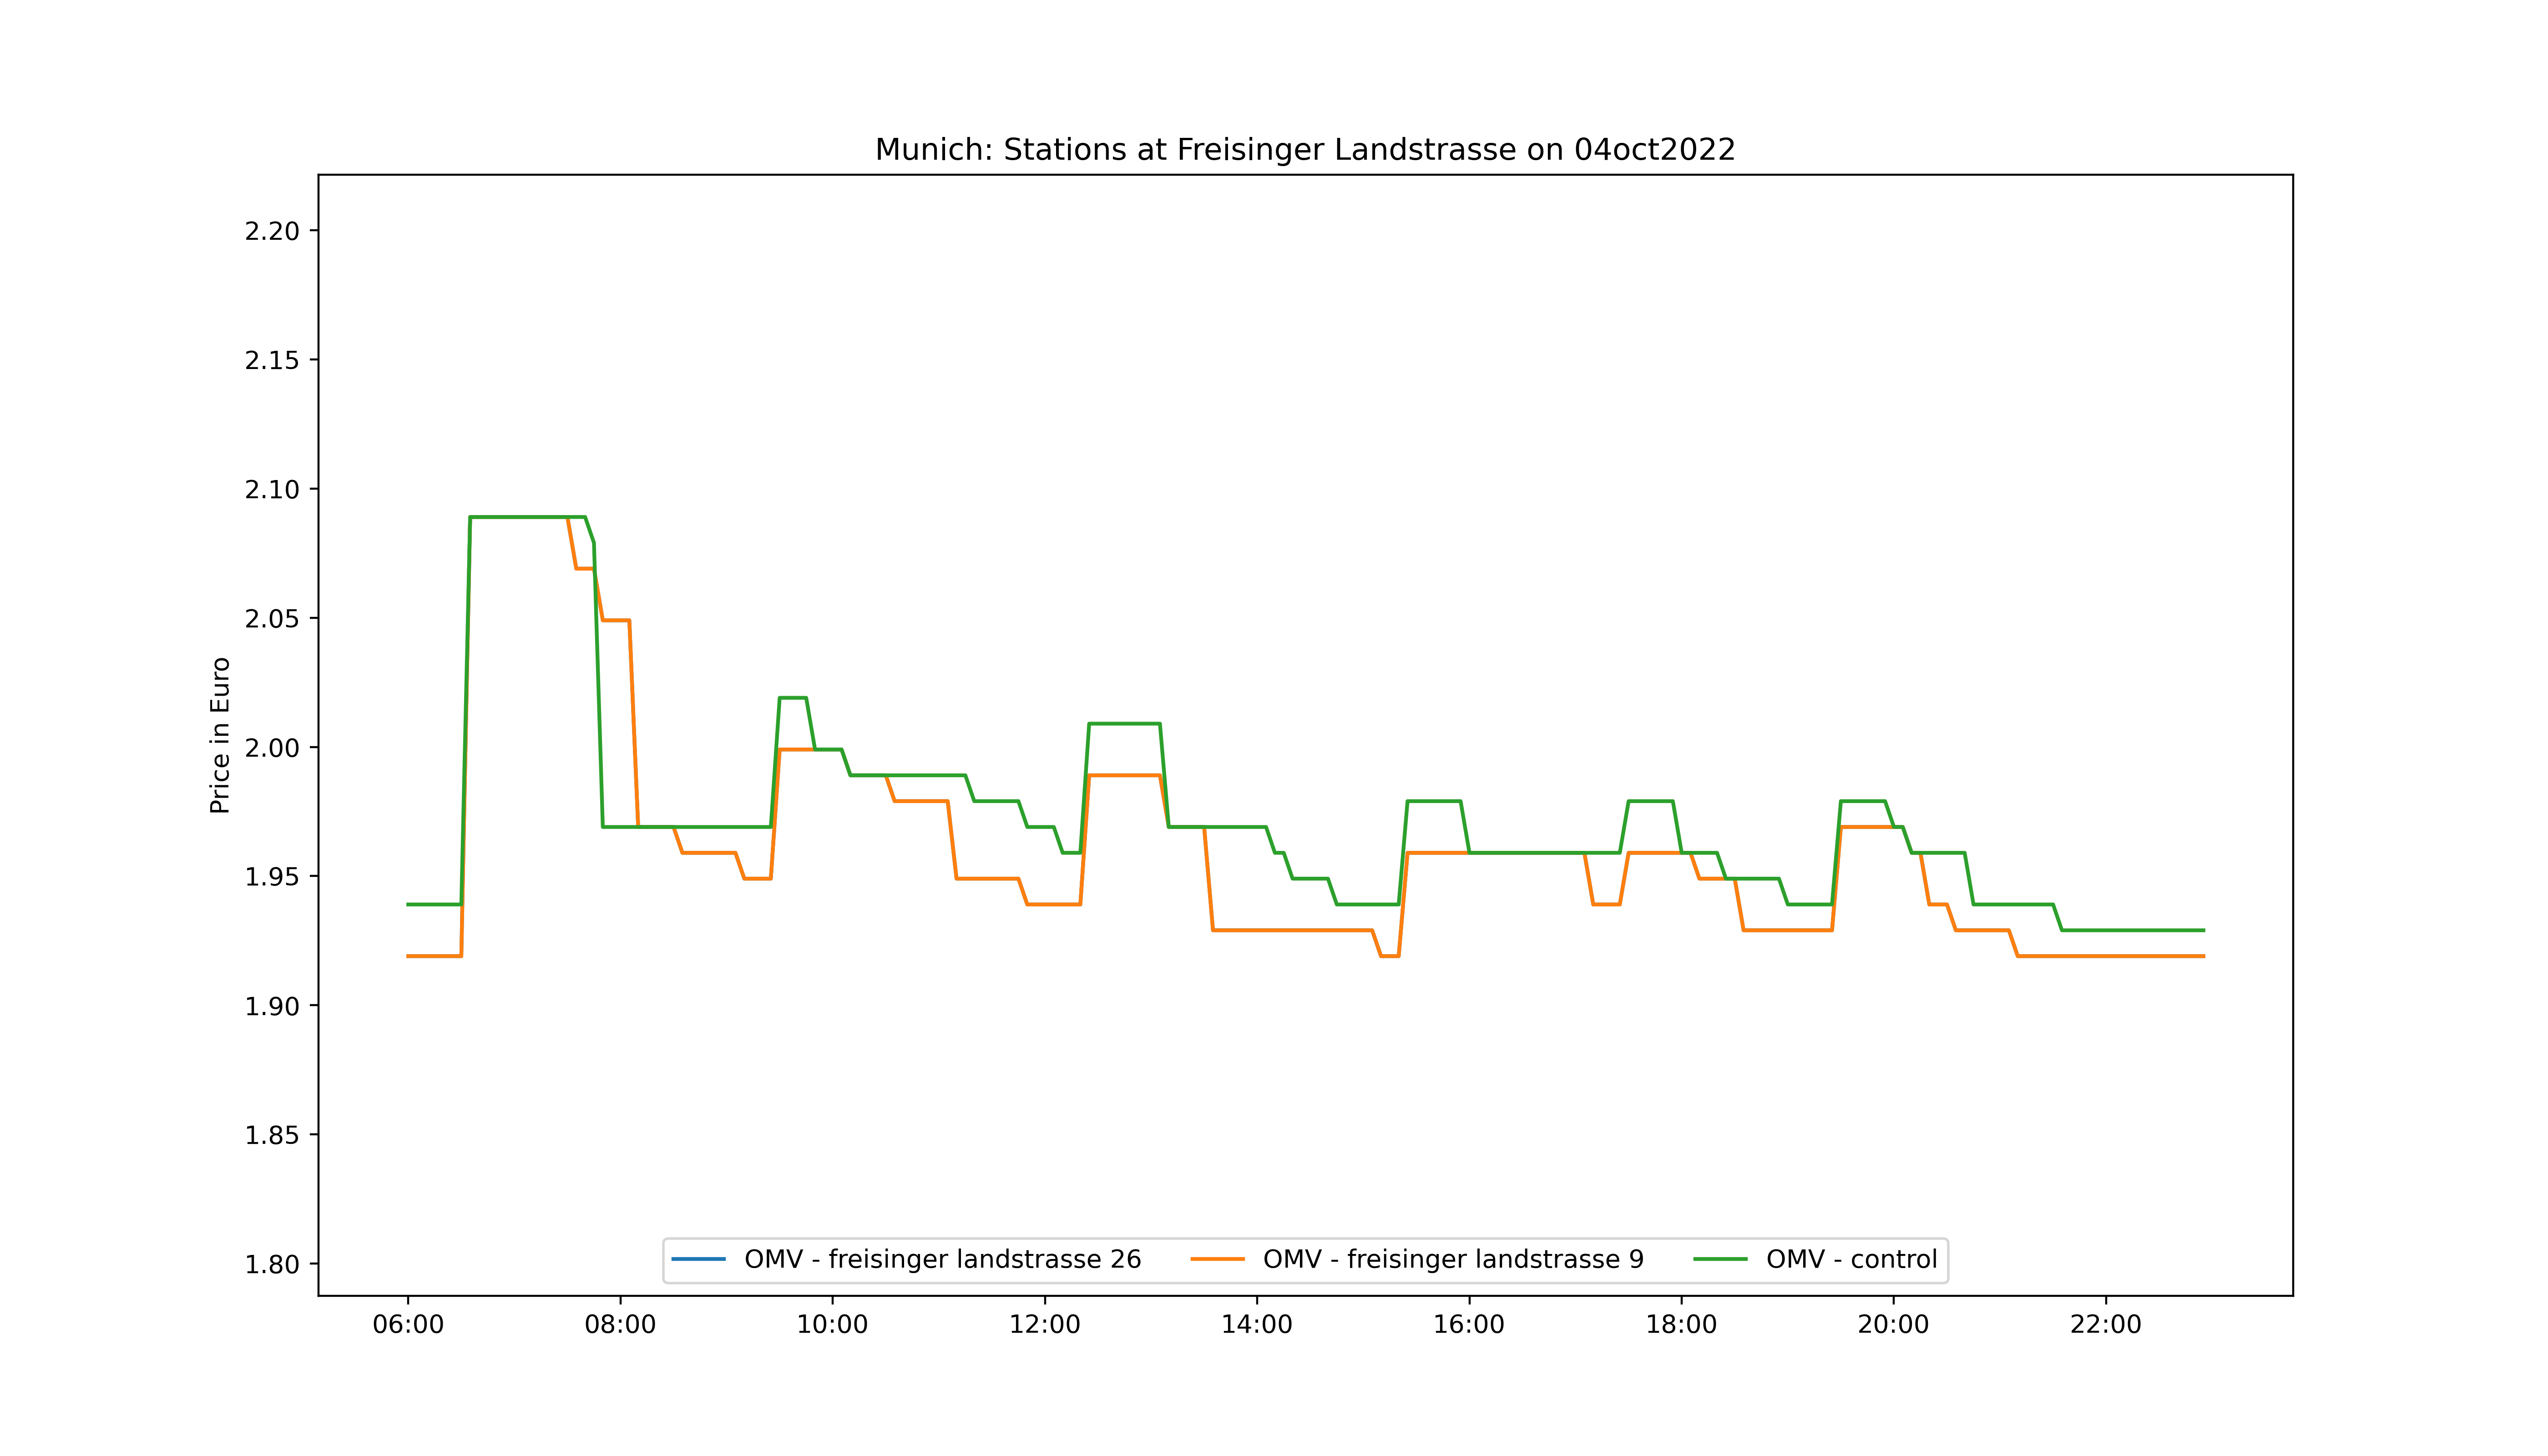 Munich: Stations at Freisinger Landstrasse on 04oct2022
Price in Euro
2.20
2.15
2.10
2.05
2.00
1.95
1.90
1.85
1.80
OMV - freisinger landstrasse 26 OMV - freisinger landstrasse 9 OMV - control
06:00 08:00 10:00 12:00 14:00 16:00 18:00 20:00 22:00